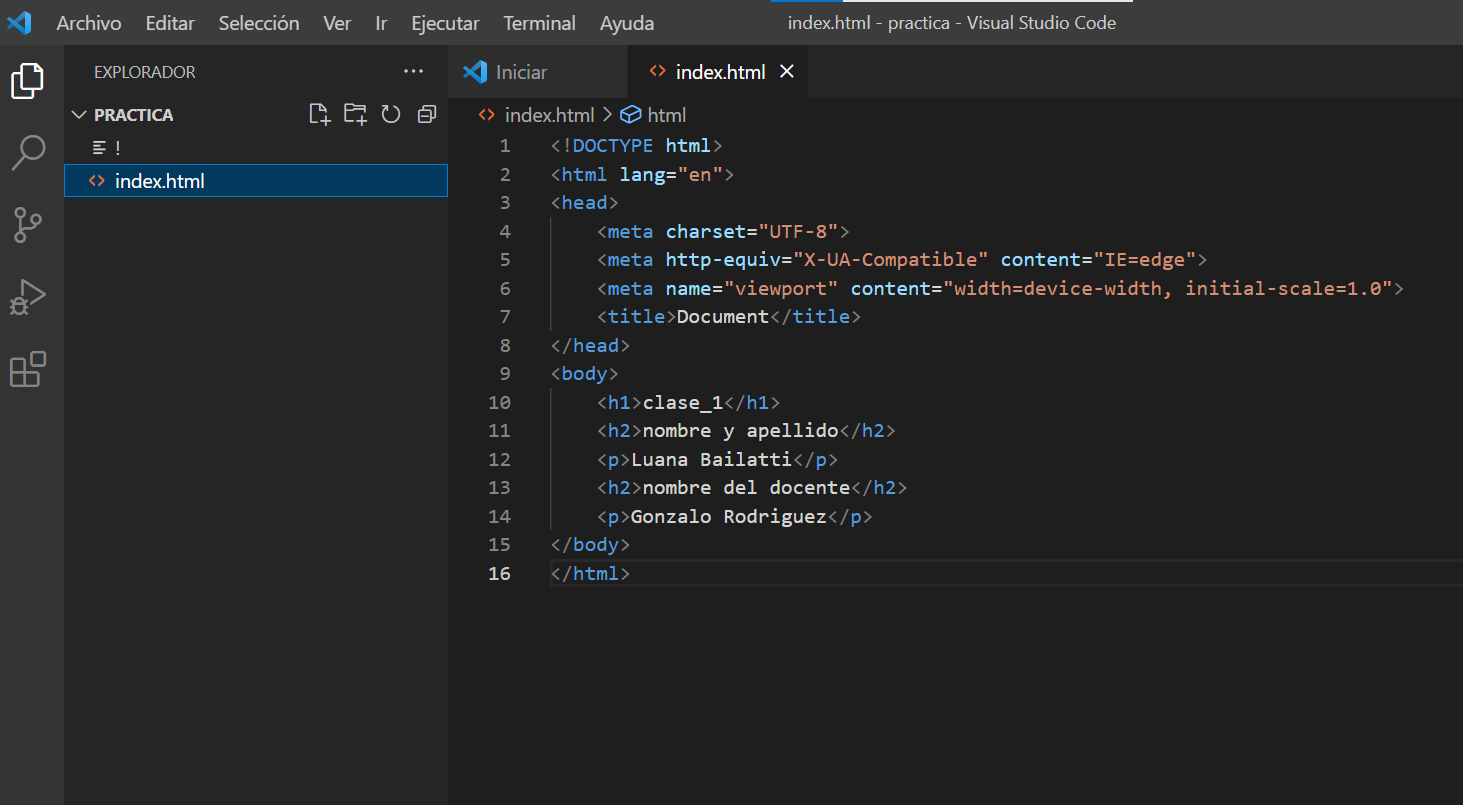 Archivo Editar Selección Ver Ir Ejecutar Terminal Ayuda index.html - practica - Visual Studio Code
EXPLORADOR
PRACTICA
!
index.html
Iniciar
index.html
index.html html
1 <!DOCTYPE html>
2 <html lang="en">
3 <head>
4 <meta charset="UTF-8">
5 <meta http-equiv="X-UA-Compatible" content="IE=edge">
6 <meta name="viewport" content="width=device-width, initial-scale=1.0">
7 <title>Document</title>
8 </head>
9 <body>
10 <h1>clase_1</h1>
11 <h2>nombre y apellido</h2>
12 <p>Luana Bailatti</p>
13 <h2>nombre del docente</h2>
14 <p>Gonzalo Rodriguez</p>
15 </body>
16 </html>